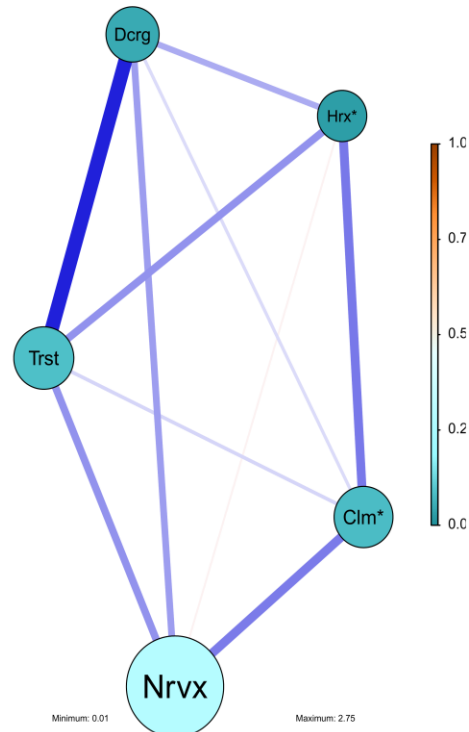 Dcrg
Hrx*
1.0
0.7
Trst
0.5
0.2
Clm*
0.0
Nrvx
Minimum: 0.01
Maximum: 2.75